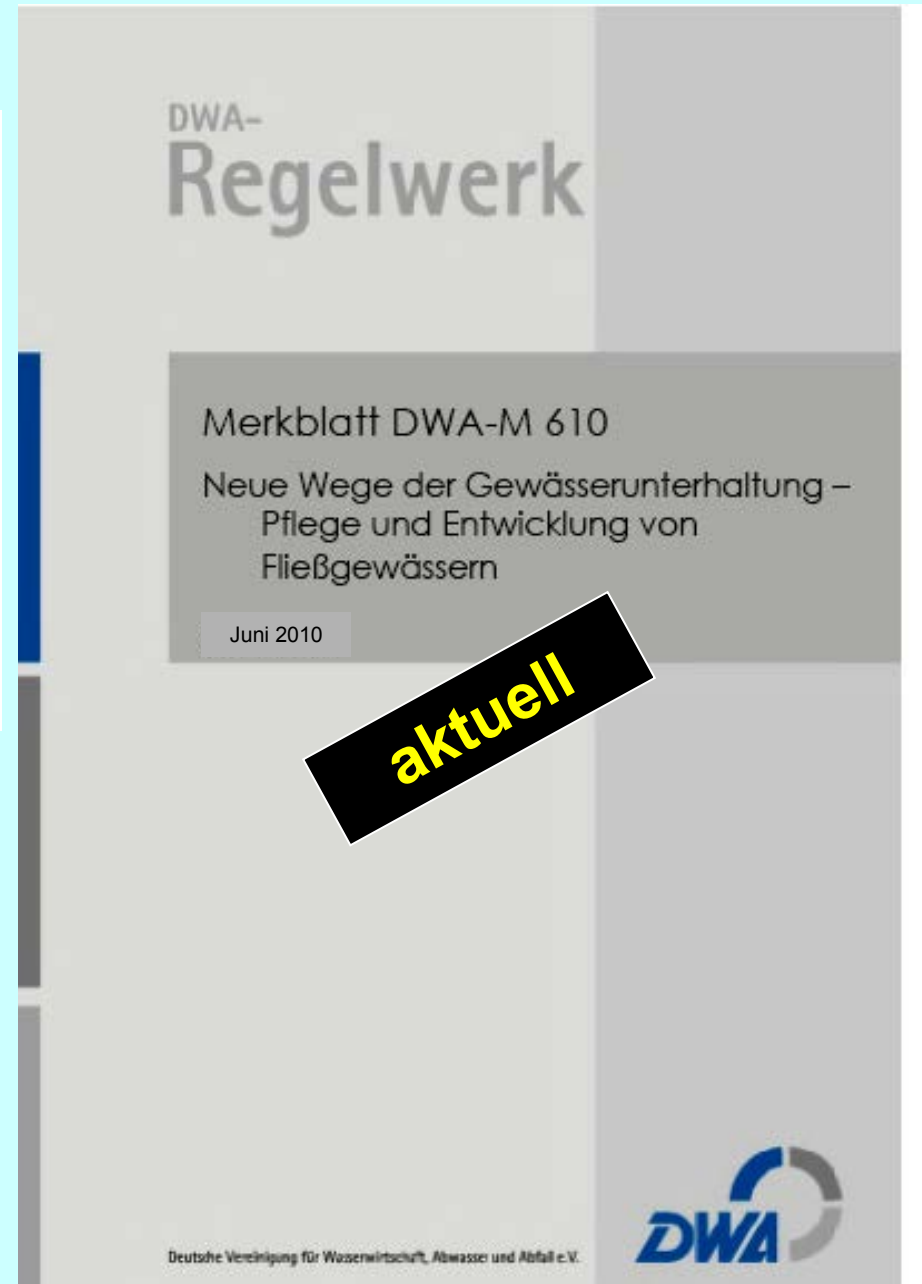 DWA-
Regelwerk
Merkblatt DWA-M 610
Neue Wege der Gewässerunterhaltung –
Pflege und Entwicklung von
Fließgewässern
Juni 2010
aktuell
Deutsche Vereinigung für Wasserwirtschaft, Abwasser und Abfall e.V.
DWA